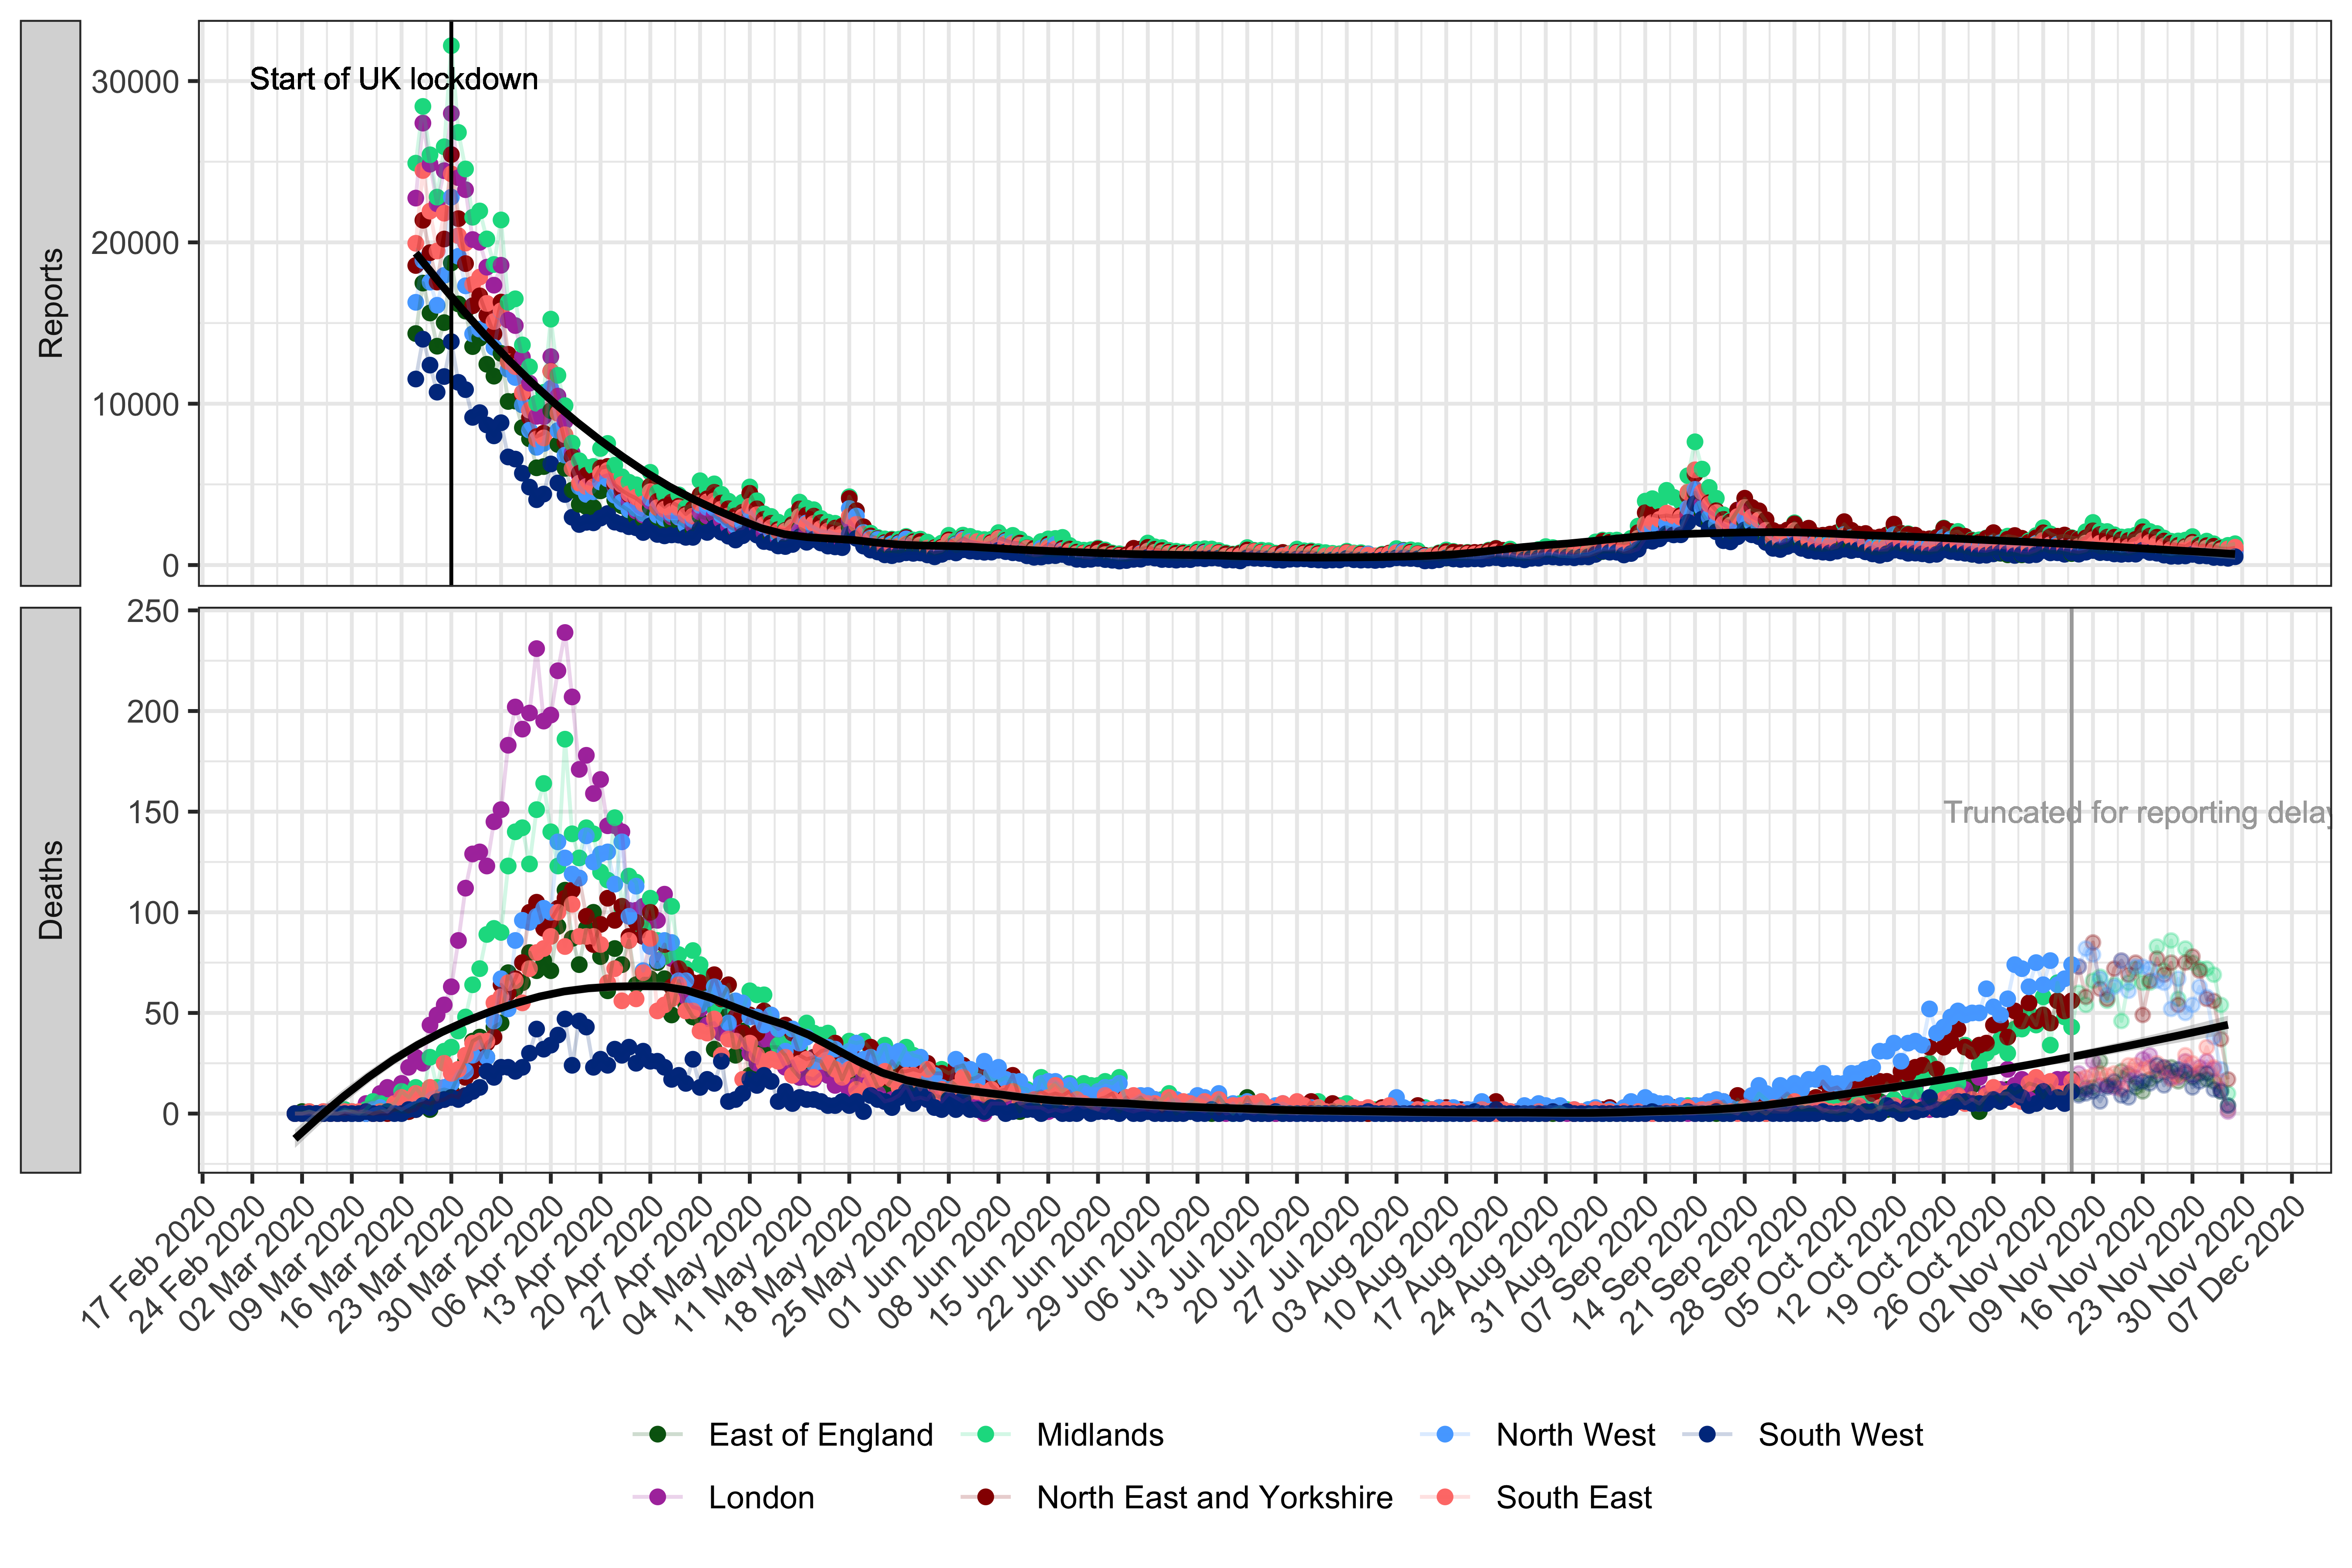 Reports
30000
20000
10000
0
Start of UK lockdown
Deaths
250
200
150
100
50
0
Truncated for reporting delay
17 Feb 2020
24 Feb 2020
02 Mar 2020
09 Mar 2020
16 Mar 2020
23 Mar 2020
30 Mar 2020
06 Apr 2020
13 Apr 2020
20 Apr 2020
27 Apr 2020
04 May 2020
11 May 2020
18 May 2020
25 May 2020
01 Jun 2020
08 Jun 2020
15 Jun 2020
22 Jun 2020
29 Jun 2020
06 Jul 2020
13 Jul 2020
20 Jul 2020
27 Jul 2020
03 Aug 2020
10 Aug 2020
17 Aug 2020
24 Aug 2020
31 Aug 2020
07 Sep 2020
14 Sep 2020
21 Sep 2020
28 Sep 2020
05 Oct 2020
12 Oct 2020
19 Oct 2020
26 Oct 2020
02 Nov 2020
09 Nov 2020
16 Nov 2020
23 Nov 2020
30 Nov 2020
07 Dec 2020
East of England
Midlands
North West
South West
London
North East and Yorkshire
South East